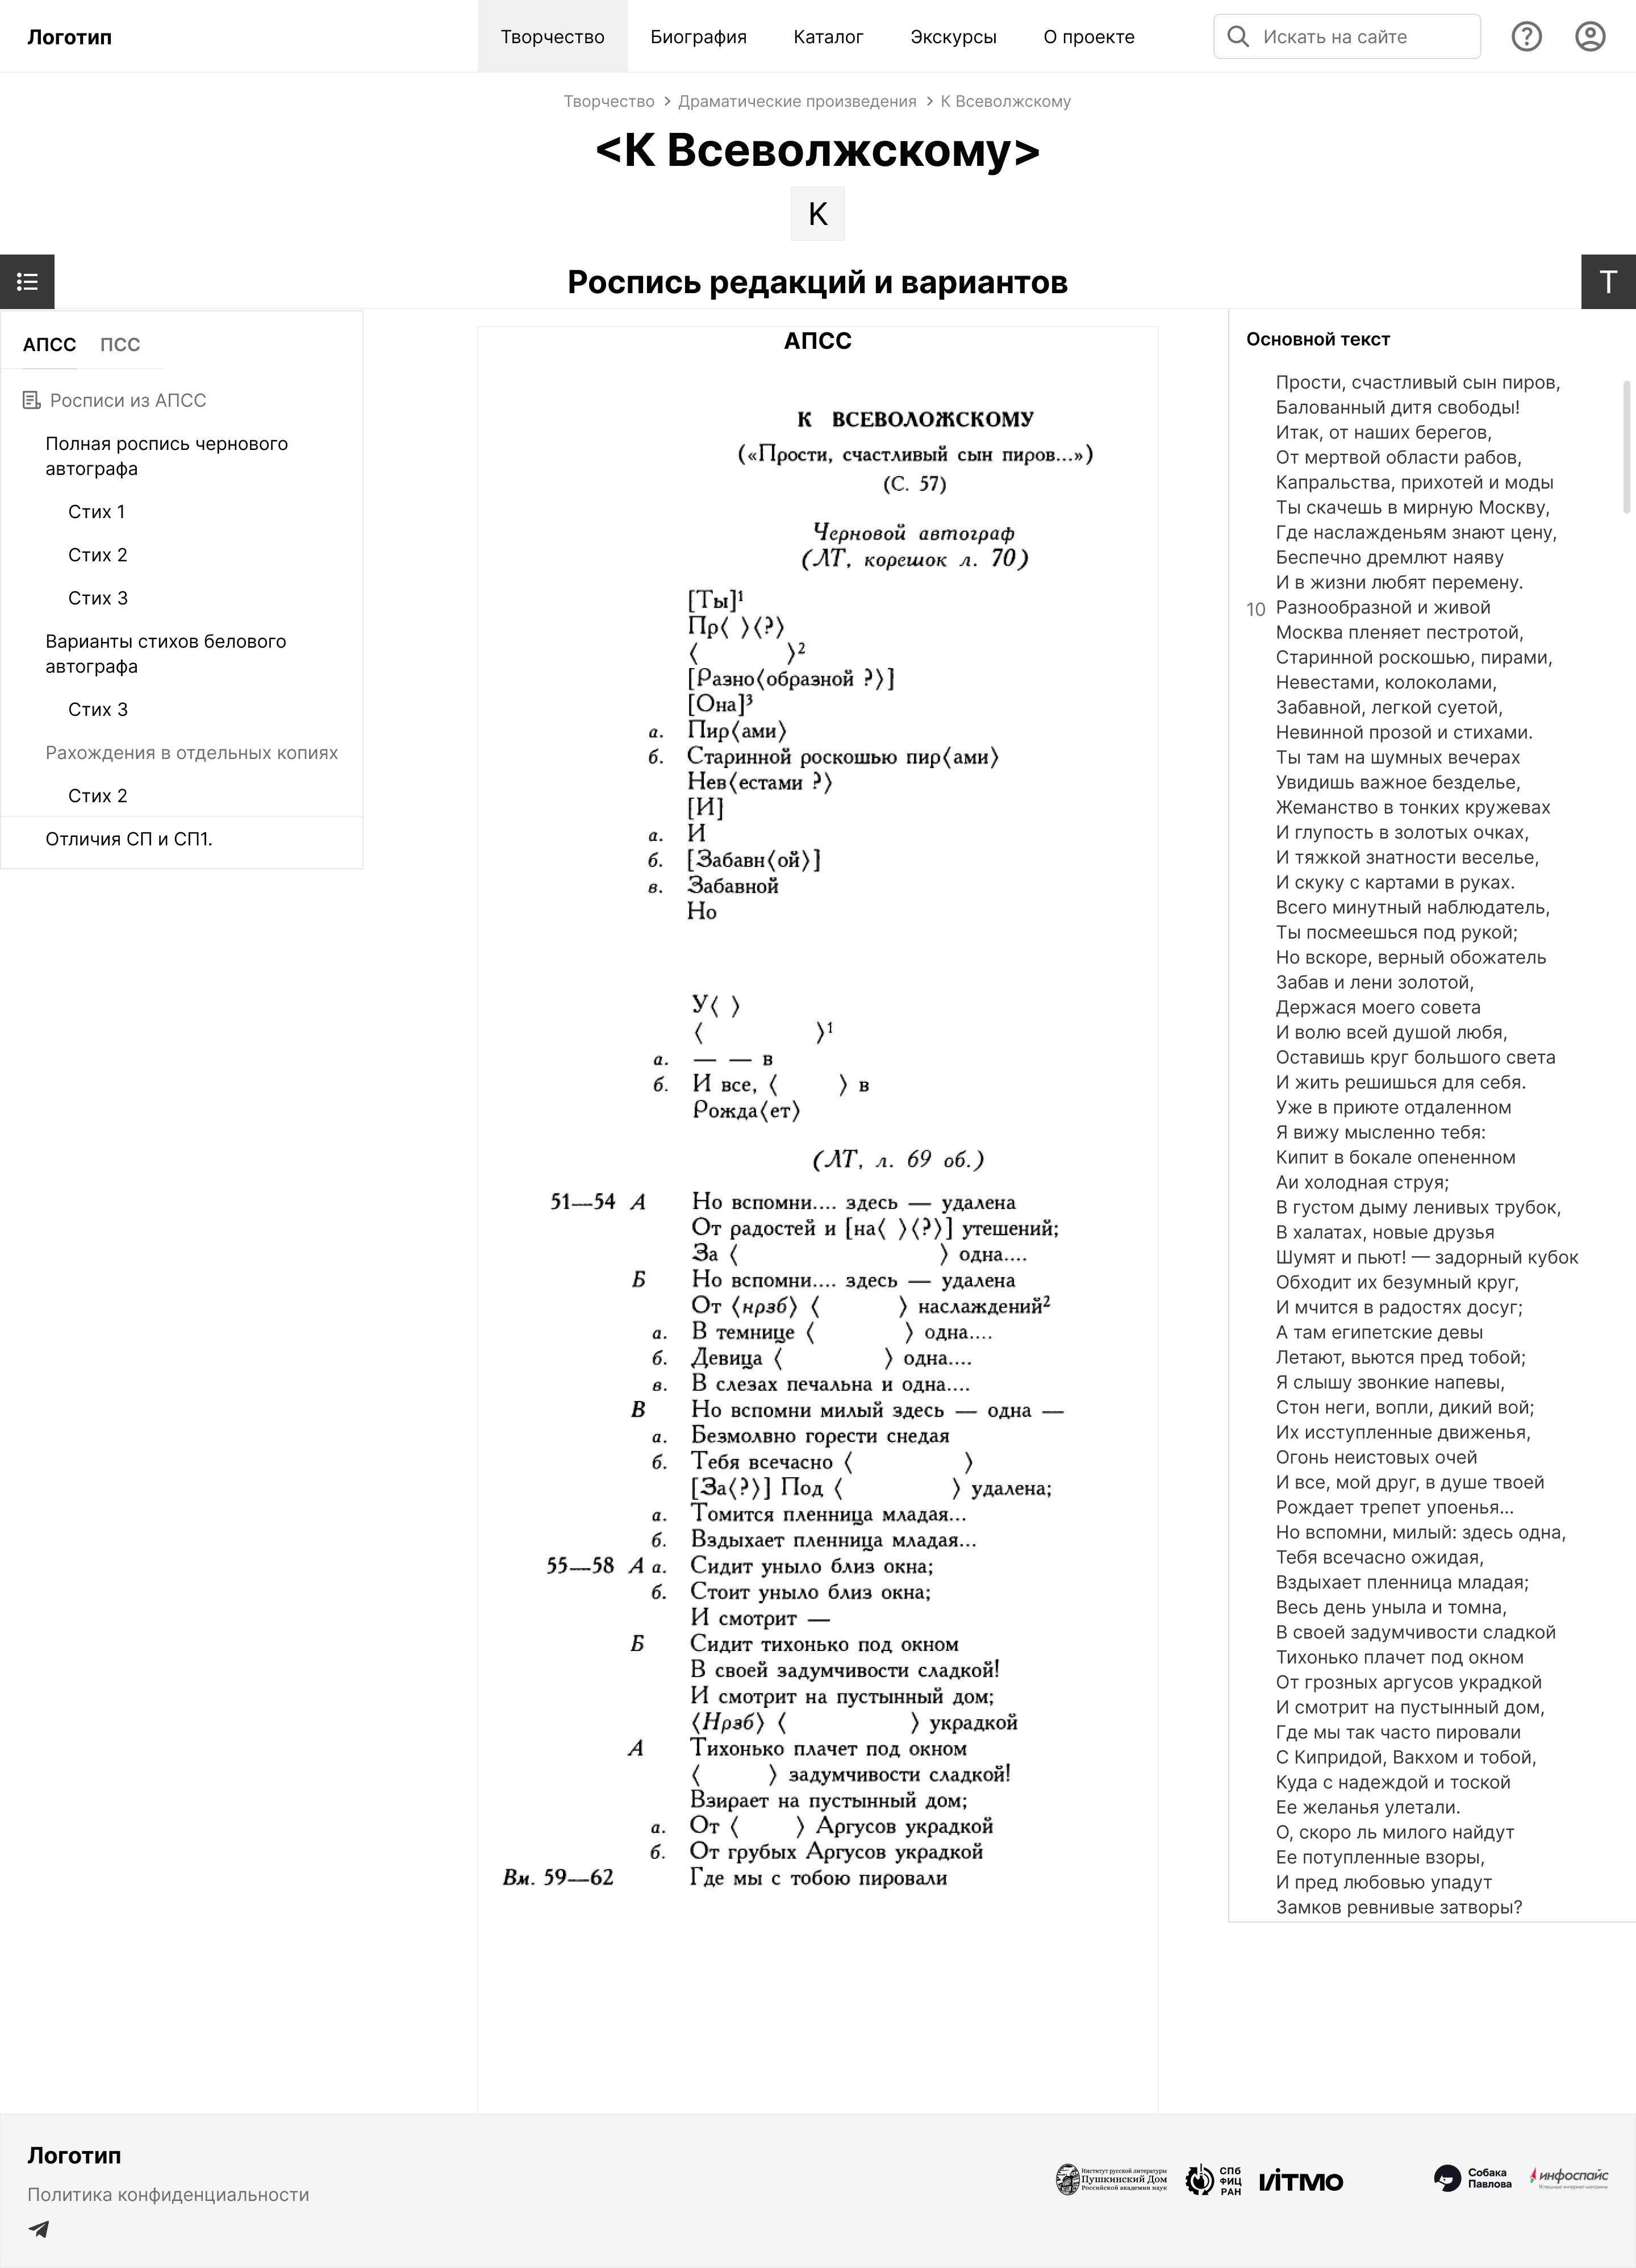 Логотип
Творчество
Биография
Каталог
Экскурсы
О проекте
Искать на сайте
Творчество > Драматические произведения > К Всеволжскому
<К Всеволжскому>
К
Роспись редакций и вариантов
Т
АПСС ПСС
Росписи из АПСС
Полная роспись чернового
автографа
Стих 1
Стих 2
Стих 3
Варианты стихов белового
автографа
Стих 3
Рахождения в отдельных копиях
Стих 2
Отличия СП и СП1.
АПСС
К ВСЕВОЛОЖСКОМУ
(«Прости, счастливый сын пиров...»)
(С. 57)
Черновой автограф
(ЛТ, корешок л. 70)
[Ты]¹
Пр〈 〉〈?〉
〈 〉²
[Разно〈образной ?〉]
[Она]³
а. Пир〈ами〉
б. Старинной роскошью пир〈ами〉
Нев〈естами ?〉
[И]
а. И
б. [Забавн〈ой〉]
в. Забавной
Но
У〈 〉
〈 〉¹
а. — — в
б. И все, 〈 〉 в
Рожда〈ет〉
(ЛТ, л. 69 об.)
51—54 А Но вспомни.... здесь — удалена
От радостей и [на〈 〉〈?〉] утешений;
За 〈 〉 одна....
Б Но вспомни.... здесь — удалена
От 〈нрзб〉 〈 〉 наслаждений²
а. В темнице 〈 〉 одна....
б. Девица 〈 〉 одна....
в. В слезах печальна и одна....
В Но вспомни милый здесь — одна —
а. Безмолвно горести снедая
б. Тебя всечасно 〈 〉
[За〈?〉] Под 〈 〉 удалена;
а. Томится пленница младая...
б. Вздыхает пленница младая...
55—58 А а. Сидит уныло близ окна;
б. Стоит уныло близ окна;
И смотрит —
Б Сидит тихонько под окном
В своей задумчивости сладкой!
И смотрит на пустынный дом;
〈Нрзб〉 〈 〉 украдкой
А Тихонько плачет под окном
〈 〉 задумчивости сладкой!
Взирает на пустынный дом;
а. От 〈 〉 Аргусов украдкой
б. От грубых Аргусов украдкой
Вм. 59—62 Где мы с тобою пировали
Основной текст
Прости, счастливый сын пиров,
Балованный дитя свободы!
Итак, от наших берегов,
От мертвой области рабов,
Капральства, прихотей и моды
Ты скачешь в мирную Москву,
Где наслажденьям знают цену,
Беспечно дремлют наяву
И в жизни любят перемену.
10 Разнообразной и живой
Москва пленяет пестротой,
Старинной роскошью, пирами,
Невестами, колоколами,
Забавной, легкой суетой,
Невинной прозой и стихами.
Ты там на шумных вечерах
Увидишь важное безделье,
Жеманство в тонких кружевах
И глупость в золотых очках,
И тяжкой знатности веселье,
И скуку с картами в руках.
Всего минутный наблюдатель,
Ты посмеешься под рукой;
Но вскоре, верный обожатель
Забав и лени золотой,
Держася моего совета
И волю всей душой любя,
Оставишь круг большого света
И жить решишься для себя.
Уже в приюте отдаленном
Я вижу мысленно тебя:
Кипит в бокале опененном
Аи холодная струя;
В густом дыму ленивых трубок,
В халатах, новые друзья
Шумят и пьют! — задорный кубок
Обходит их безумный круг,
И мчится в радостях досуг;
А там египетские девы
Летают, вьются пред тобой;
Я слышу звонкие напевы,
Стон неги, вопли, дикий вой;
Их исступленные движенья,
Огонь неистовых очей
И все, мой друг, в душе твоей
Рождает трепет упоенья...
Но вспомни, милый: здесь одна,
Тебя всечасно ожидая,
Вздыхает пленница младая;
Весь день уныла и томна,
В своей задумчивости сладкой
Тихонько плачет под окном
От грозных аргусов украдкой
И смотрит на пустынный дом,
Где мы так часто пировали
С Кипридой, Вакхом и тобой,
Куда с надеждой и тоской
Ее желанья улетали.
О, скоро ль милого найдут
Ее потупленные взоры,
И пред любовью упадут
Замков ревнивые затворы?
Логотип
Политика конфиденциальности
Институт русской литературы
Пушкинский Дом
Российской академии наук
СПб
ФИЦ
РАН
ИТМО
Собака
Павлова
инфоспайс
Успешные интернет-магазины